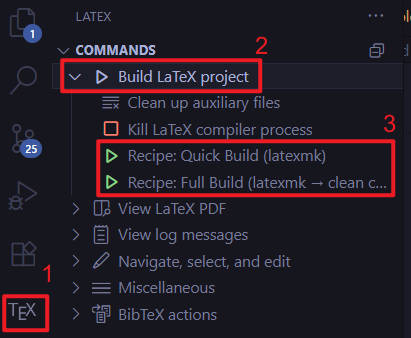 LATEX
1
COMMANDS
2
Build LaTeX project
Clean up auxiliary files
Kill LaTeX compiler process
3
25
Recipe: Quick Build (latexmk)
Recipe: Full Build (latexmk → clean c...
View LaTeX PDF
View log messages
Navigate, select, and edit
1
Miscellaneous
TEX
BibTeX actions